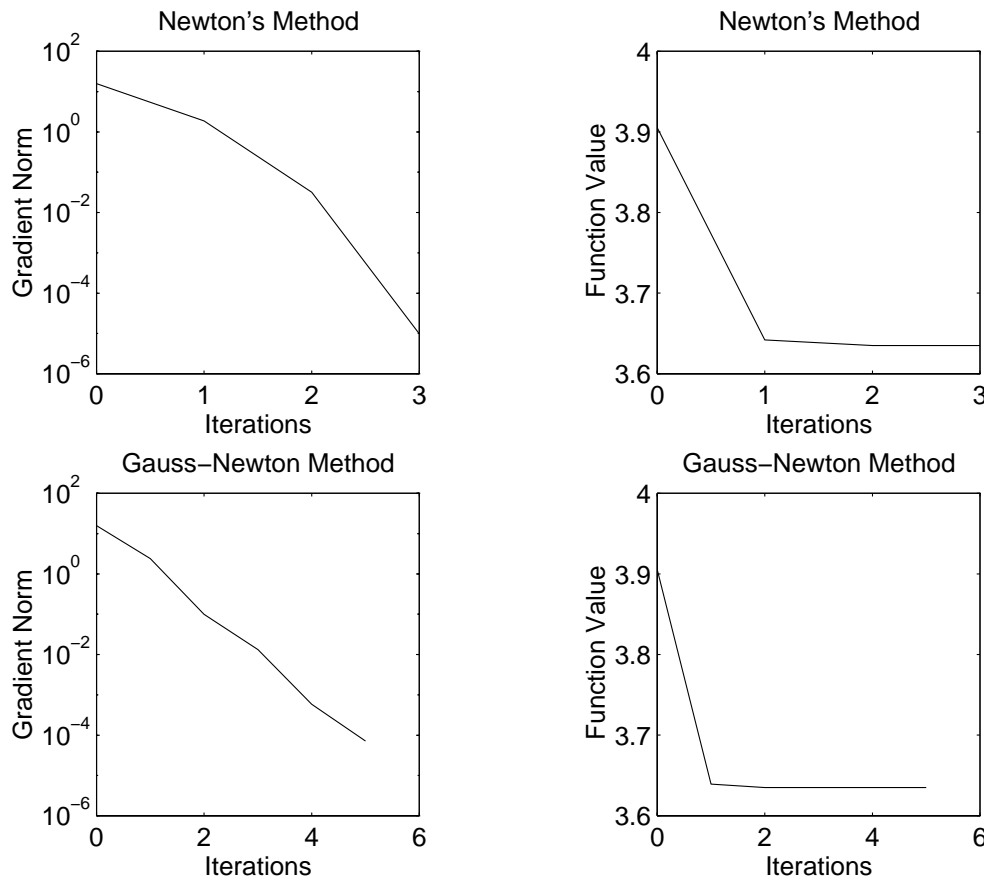 Newton's Method
Gradient Norm
10^2
10^0
10^−2
10^−4
10^−6
0 1 2 3
Iterations
Newton's Method
Function Value
4
3.9
3.8
3.7
3.6
0 1 2 3
Iterations
Gauss−Newton Method
Gradient Norm
10^2
10^0
10^−2
10^−4
10^−6
0 2 4 6
Iterations
Gauss−Newton Method
Function Value
4
3.9
3.8
3.7
3.6
0 2 4 6
Iterations